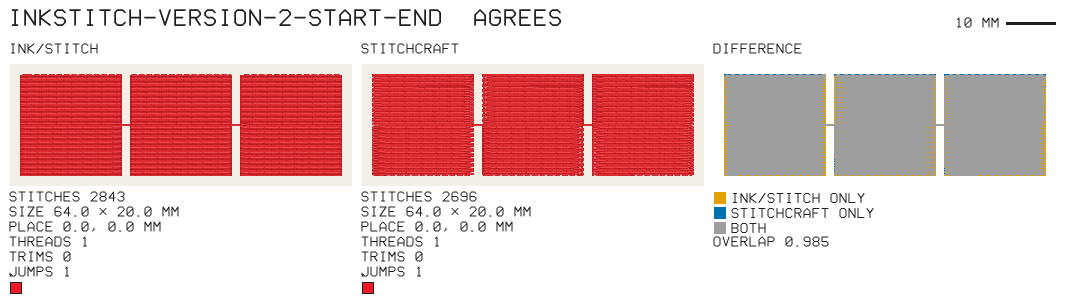 INKSTITCH-VERSION-2-START-END AGREES
10 MM
INK/STITCH
STITCHES 2843
SIZE 64.0 × 20.0 MM
PLACE 0.0, 0.0 MM
THREADS 1
TRIMS 0
JUMPS 1
STITCHCRAFT
STITCHES 2696
SIZE 64.0 × 20.0 MM
PLACE 0.0, 0.0 MM
THREADS 1
TRIMS 0
JUMPS 1
DIFFERENCE
INK/STITCH ONLY
STITCHCRAFT ONLY
BOTH
OVERLAP 0.985